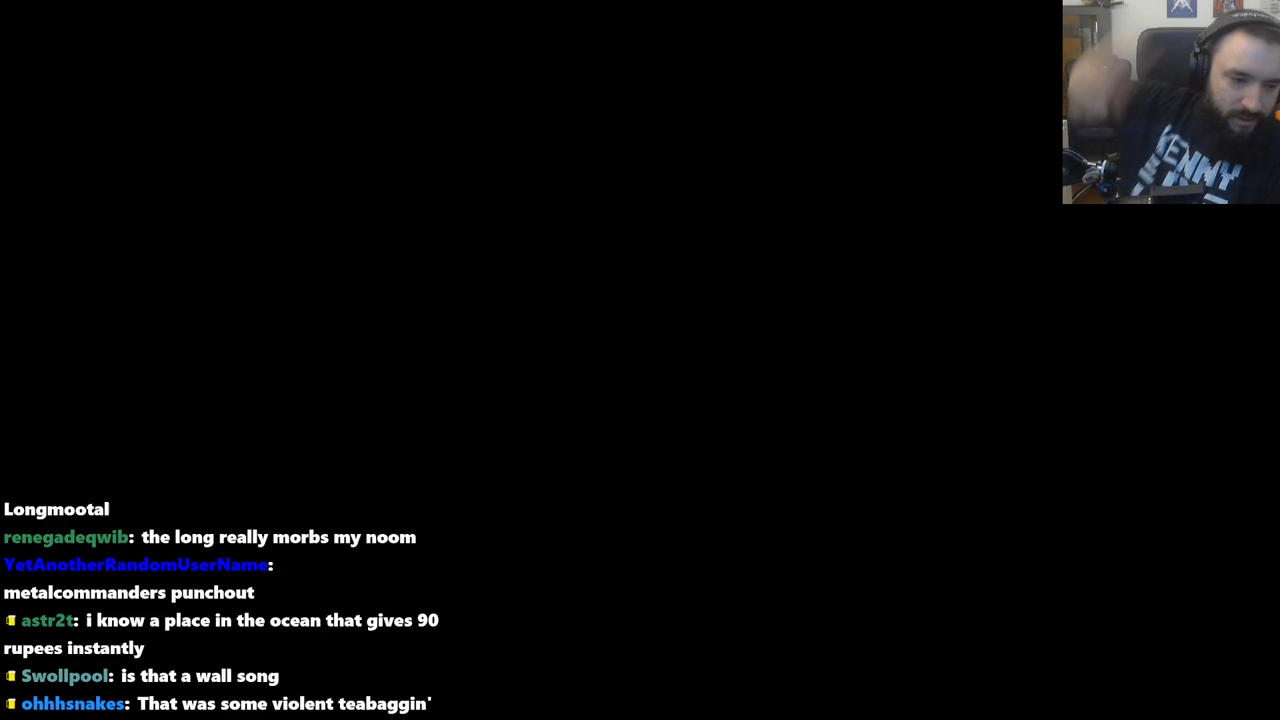 KENNY
Longmootal
renegadeqwib: the long really morbs my noom
YetAnotherRandomUserName:
metalcommanders punchout
astr2t: i know a place in the ocean that gives 90
rupees instantly
Swollpool: is that a wall song
ohhhsnakes: That was some violent teabaggin'